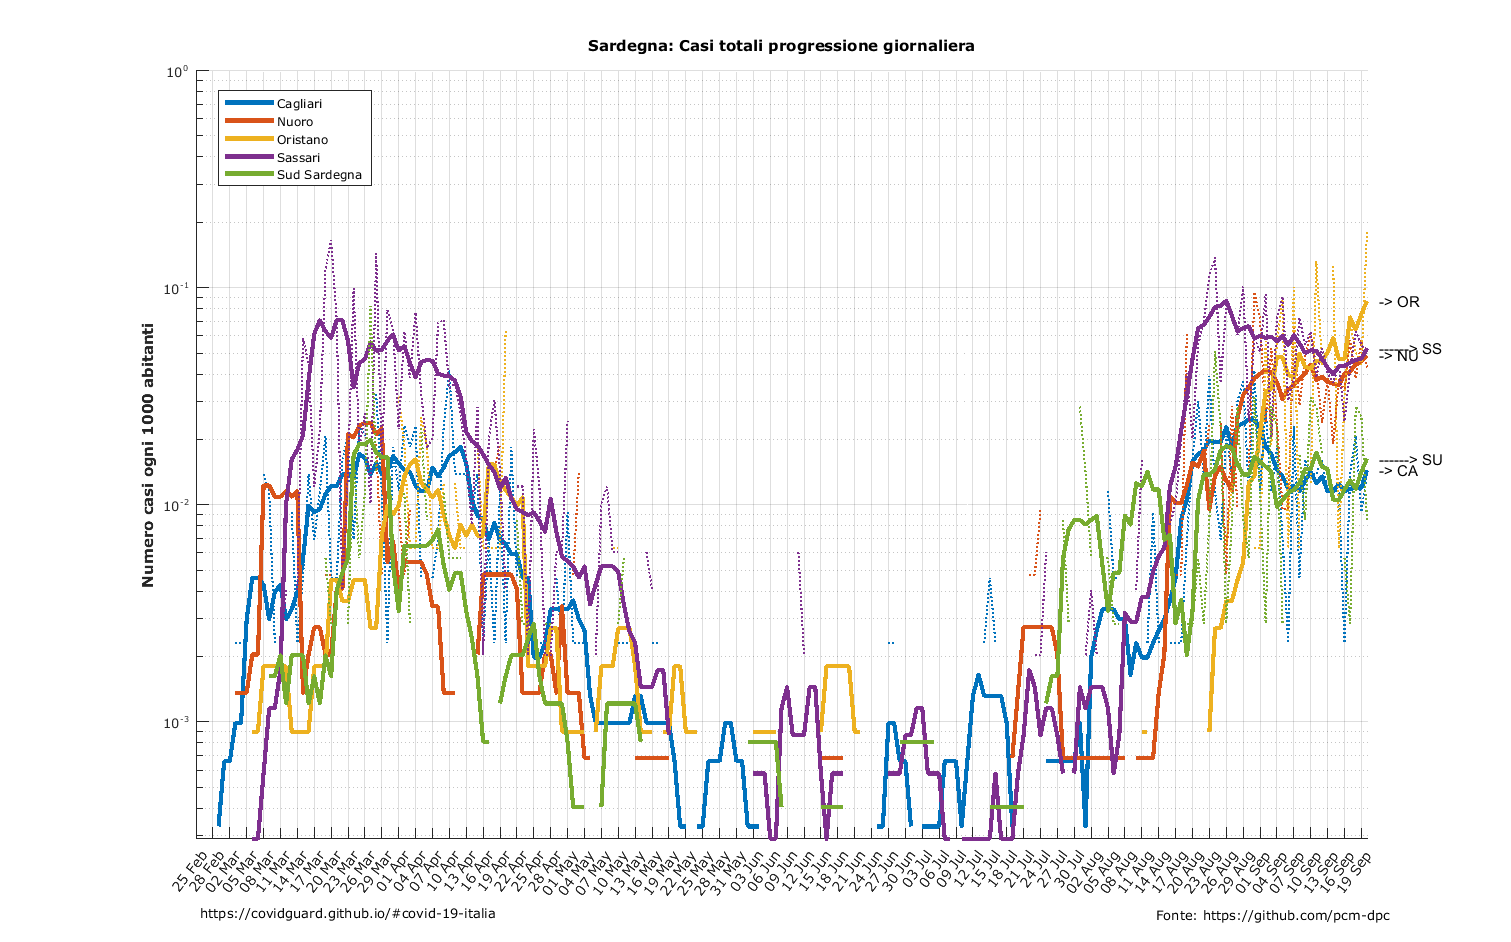 Sardegna: Casi totali progressione giornaliera
Numero casi ogni 1000 abitanti
10^0
10^-1
10^-2
10^-3
Cagliari
Nuoro
Oristano
Sassari
Sud Sardegna
-> OR
------> SS
-> NU
------> SU
-> CA
25 Feb
28 Feb
02 Mar
05 Mar
08 Mar
11 Mar
14 Mar
17 Mar
20 Mar
23 Mar
26 Mar
29 Mar
01 Apr
04 Apr
07 Apr
10 Apr
13 Apr
16 Apr
19 Apr
22 Apr
25 Apr
28 Apr
01 May
04 May
07 May
10 May
13 May
16 May
19 May
22 May
25 May
28 May
31 May
03 Jun
06 Jun
09 Jun
12 Jun
15 Jun
18 Jun
21 Jun
24 Jun
27 Jun
30 Jun
03 Jul
06 Jul
09 Jul
12 Jul
15 Jul
18 Jul
21 Jul
24 Jul
27 Jul
30 Jul
02 Aug
05 Aug
08 Aug
11 Aug
14 Aug
17 Aug
20 Aug
23 Aug
26 Aug
29 Aug
01 Sep
04 Sep
07 Sep
10 Sep
13 Sep
16 Sep
19 Sep
https://covidguard.github.io/#covid-19-italia
Fonte: https://github.com/pcm-dpc